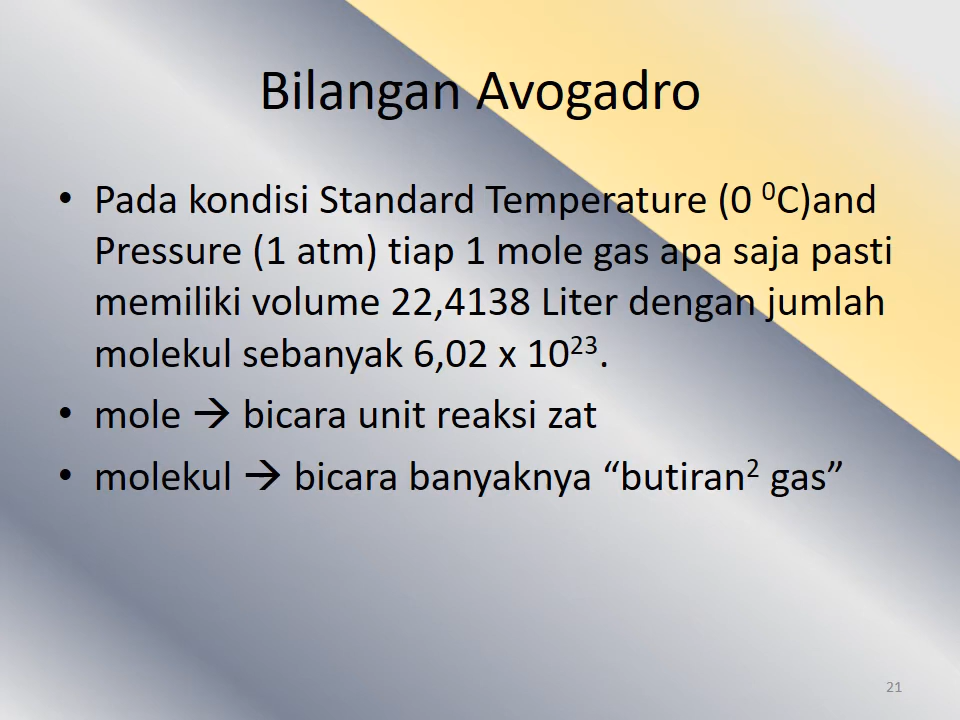 Bilangan Avogadro
• Pada kondisi Standard Temperature (0 ⁰C)and
Pressure (1 atm) tiap 1 mole gas apa saja pasti
memiliki volume 22,4138 Liter dengan jumlah
molekul sebanyak 6,02 x 10²³.
• mole → bicara unit reaksi zat
• molekul → bicara banyaknya “butiran² gas”
21